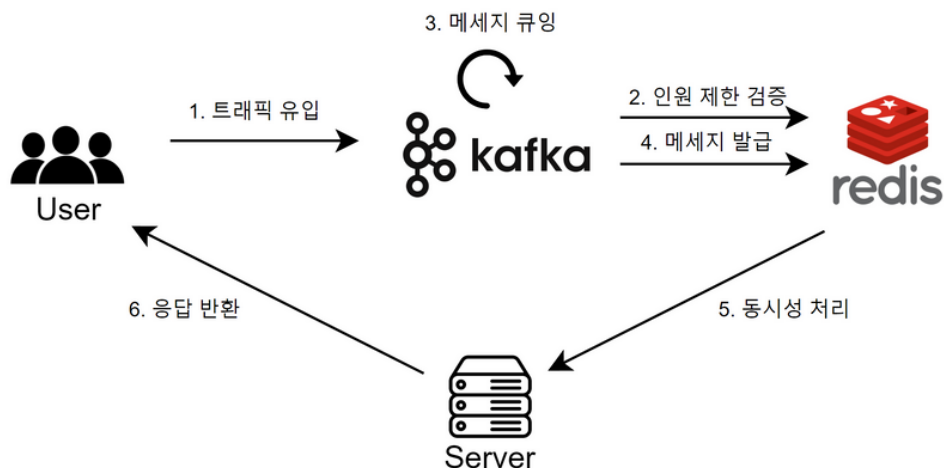 3. 메세지 큐잉
1. 트래픽 유입
2. 인원 제한 검증
kafka
4. 메세지 발급
redis
User
6. 응답 반환
5. 동시성 처리
Server